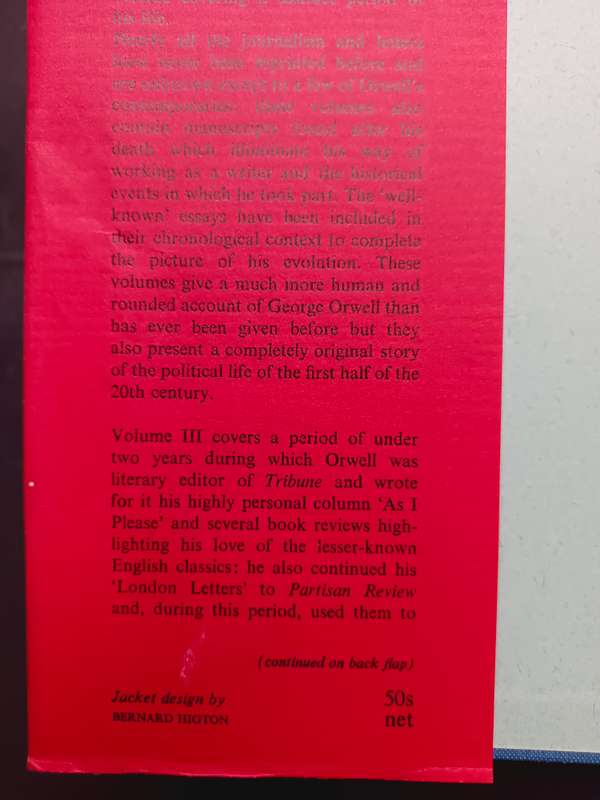 his life.
Nearly all the journalism and letters
have never been reprinted before and
are unknown except to a few of Orwell's
contemporaries: these volumes also
contain manuscripts found after his
death which illuminate his way of
working as a writer and the historical
events in which he took part. The 'well-
known' essays have been included in
their chronological context to complete
the picture of his evolution. These
volumes give a much more human and
rounded account of George Orwell than
has ever been given before but they
also present a completely original story
of the political life of the first half of the
20th century.
Volume III covers a period of under
two years during which Orwell was
literary editor of Tribune and wrote
for it his highly personal column 'As I
Please' and several book reviews high-
lighting his love of the lesser-known
English classics: he also continued his
'London Letters' to Partisan Review
and, during this period, used them to
(continued on back flap)
Jacket design by
BERNARD HIGTON
50s
net